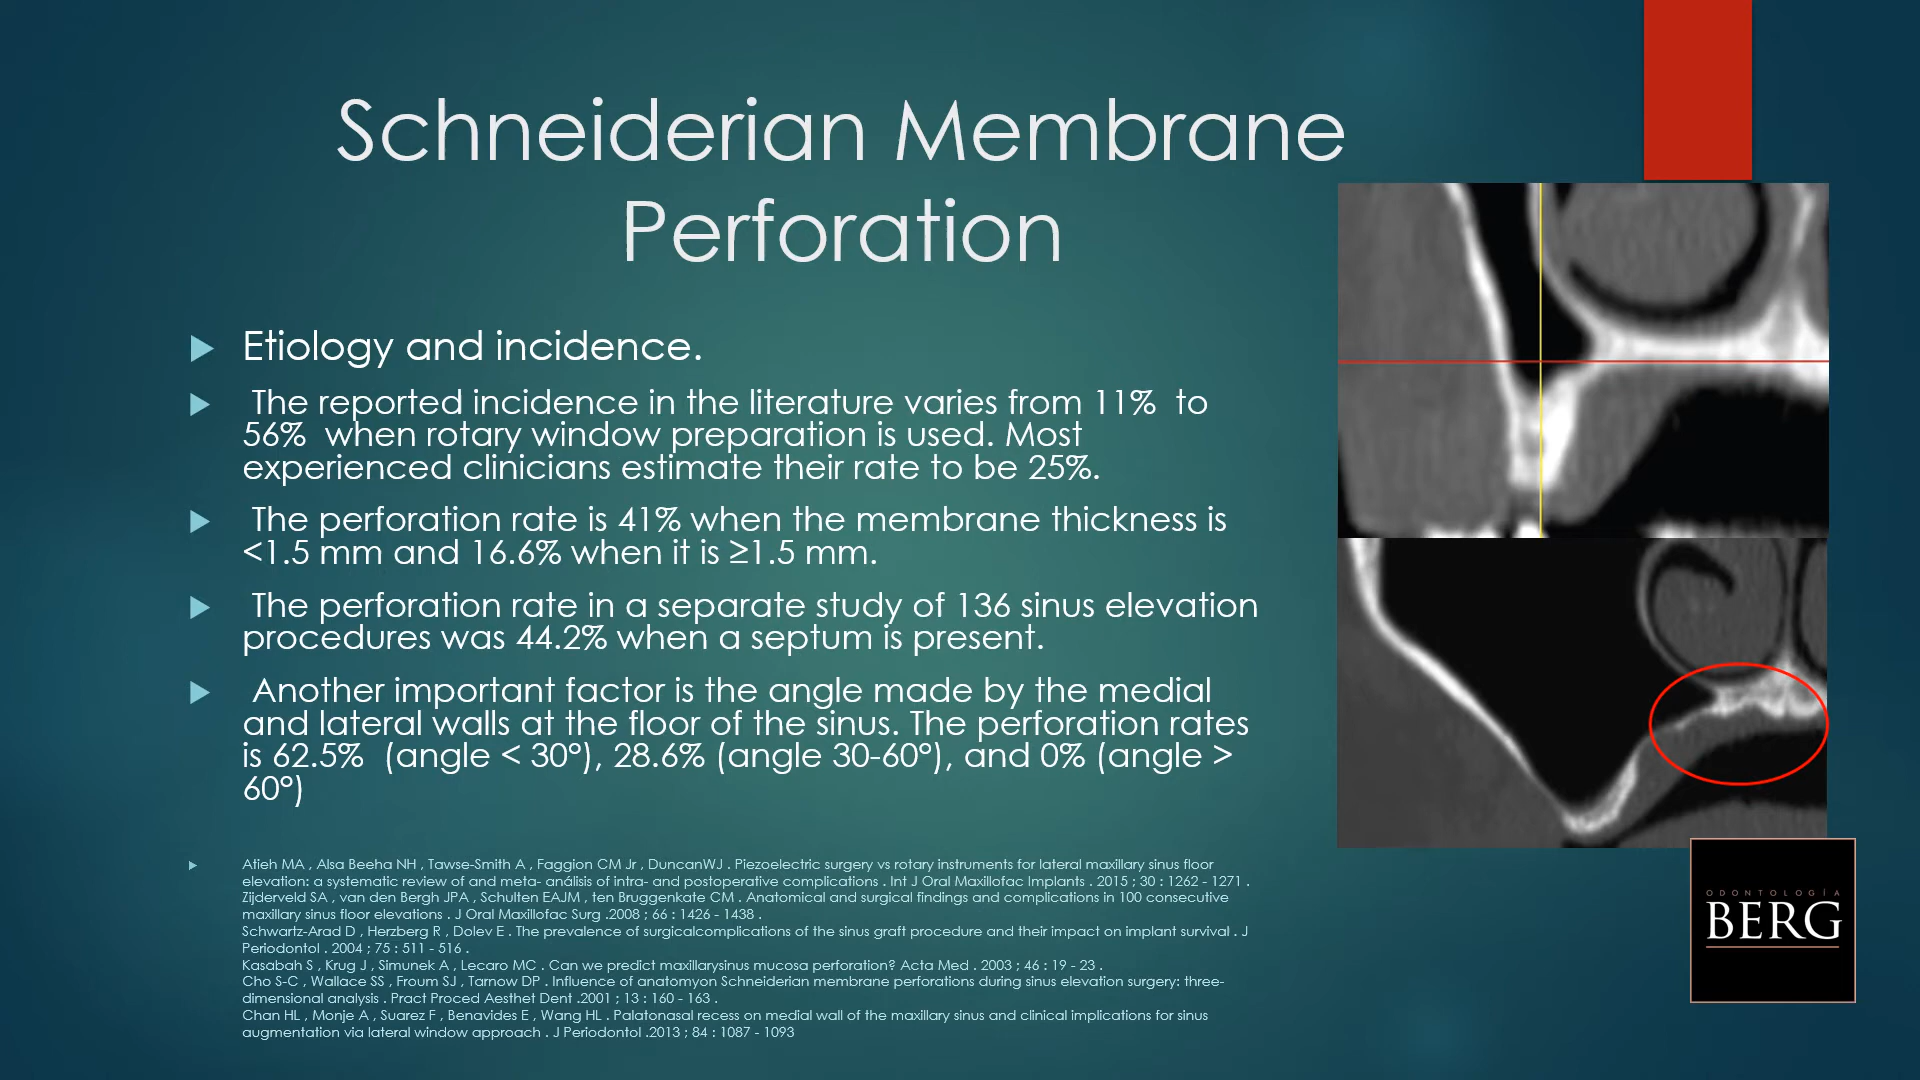 Schneiderian Membrane
Perforation
Etiology and incidence.
The reported incidence in the literature varies from 11% to
56% when rotary window preparation is used. Most
experienced clinicians estimate their rate to be 25%.
The perforation rate is 41% when the membrane thickness is
<1.5 mm and 16.6% when it is ≥1.5 mm.
The perforation rate in a separate study of 136 sinus elevation
procedures was 44.2% when a septum is present.
Another important factor is the angle made by the medial
and lateral walls at the floor of the sinus. The perforation rates
is 62.5% (angle < 30°), 28.6% (angle 30-60°), and 0% (angle >
60°)
Atieh MA , Alsa Beeha NH , Tawse-Smith A , Faggion CM Jr , DuncanWJ . Piezoelectric surgery vs rotary instruments for lateral maxillary sinus floor
elevation: a systematic review of and meta- análisis of intra- and postoperative complications . Int J Oral Maxillofac Implants . 2015 ; 30 : 1262 - 1271 .
Zijderveld SA , van den Bergh JPA , Schulten EAJM , ten Bruggenkate CM . Anatomical and surgical findings and complications in 100 consecutive
maxillary sinus floor elevations . J Oral Maxillofac Surg .2008 ; 66 : 1426 - 1438 .
Schwartz-Arad D , Herzberg R , Dolev E . The prevalence of surgicalcomplications of the sinus graft procedure and their impact on implant survival . J
Periodontol . 2004 ; 75 : 511 - 516 .
Kasabah S , Krug J , Simunek A , Lecaro MC . Can we predict maxillarysinus mucosa perforation? Acta Med . 2003 ; 46 : 19 - 23 .
Cho S-C , Wallace SS , Froum SJ , Tarnow DP . Influence of anatomyon Schneiderian membrane perforations during sinus elevation surgery: three-
dimensional analysis . Pract Proced Aesthet Dent .2001 ; 13 : 160 - 163 .
Chan HL , Monje A , Suarez F , Benavides E , Wang HL . Palatonasal recess on medial wall of the maxillary sinus and clinical implications for sinus
augmentation via lateral window approach . J Periodontol .2013 ; 84 : 1087 - 1093
ODONTOLOGÍA
BERG